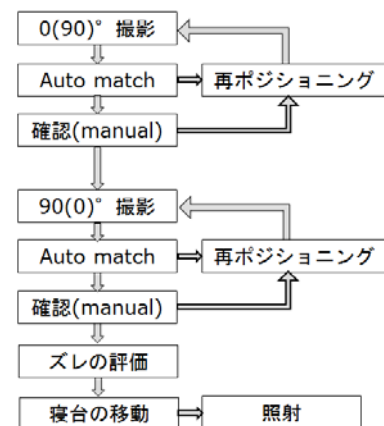 0(90)° 撮影
Auto match
再ポジショニング
確認(manual)
90(0)° 撮影
Auto match
再ポジショニング
確認(manual)
ズレの評価
寝台の移動
照射